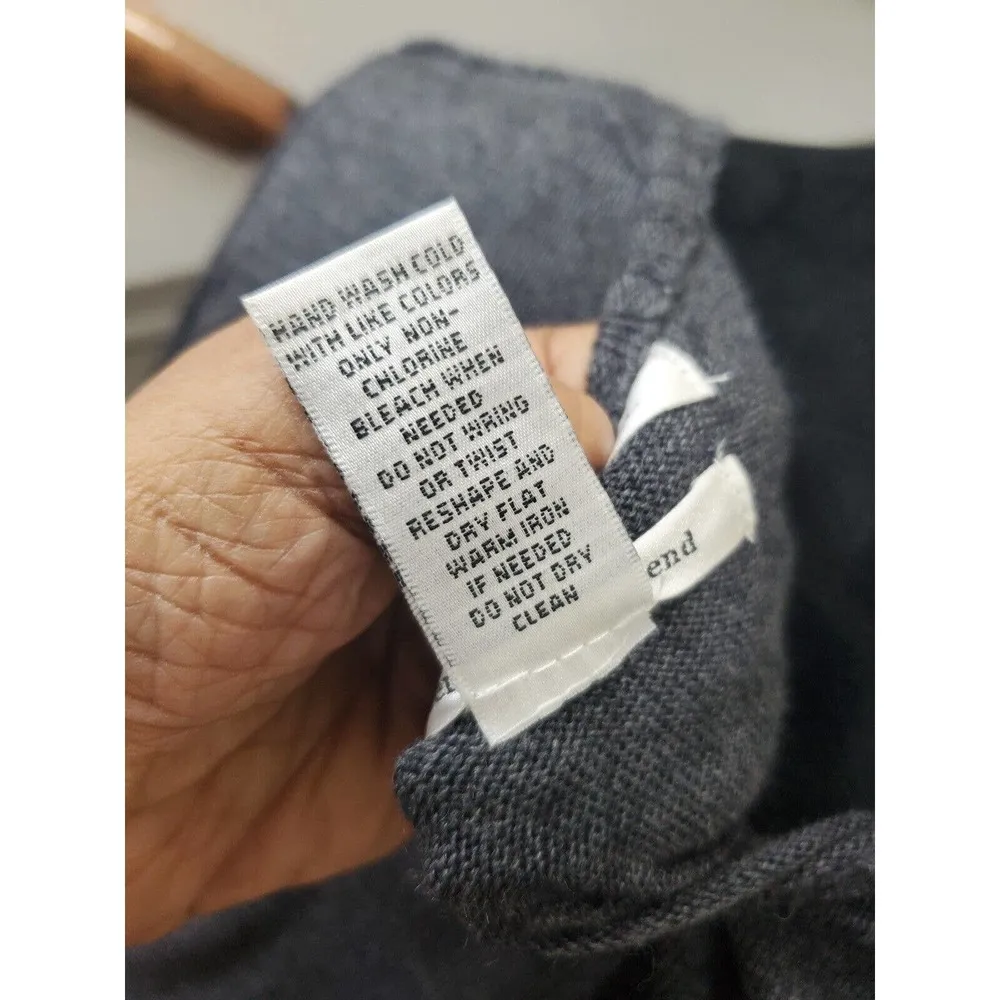 HAND WASH COLD
WITH LIKE COLORS
ONLY NON-
CHLORINE
BLEACH WHEN
NEEDED
DO NOT WRING
OR TWIST
RESHAPE AND
DRY FLAT
WARM IRON
IF NEEDED
DO NOT DRY
CLEAN
end